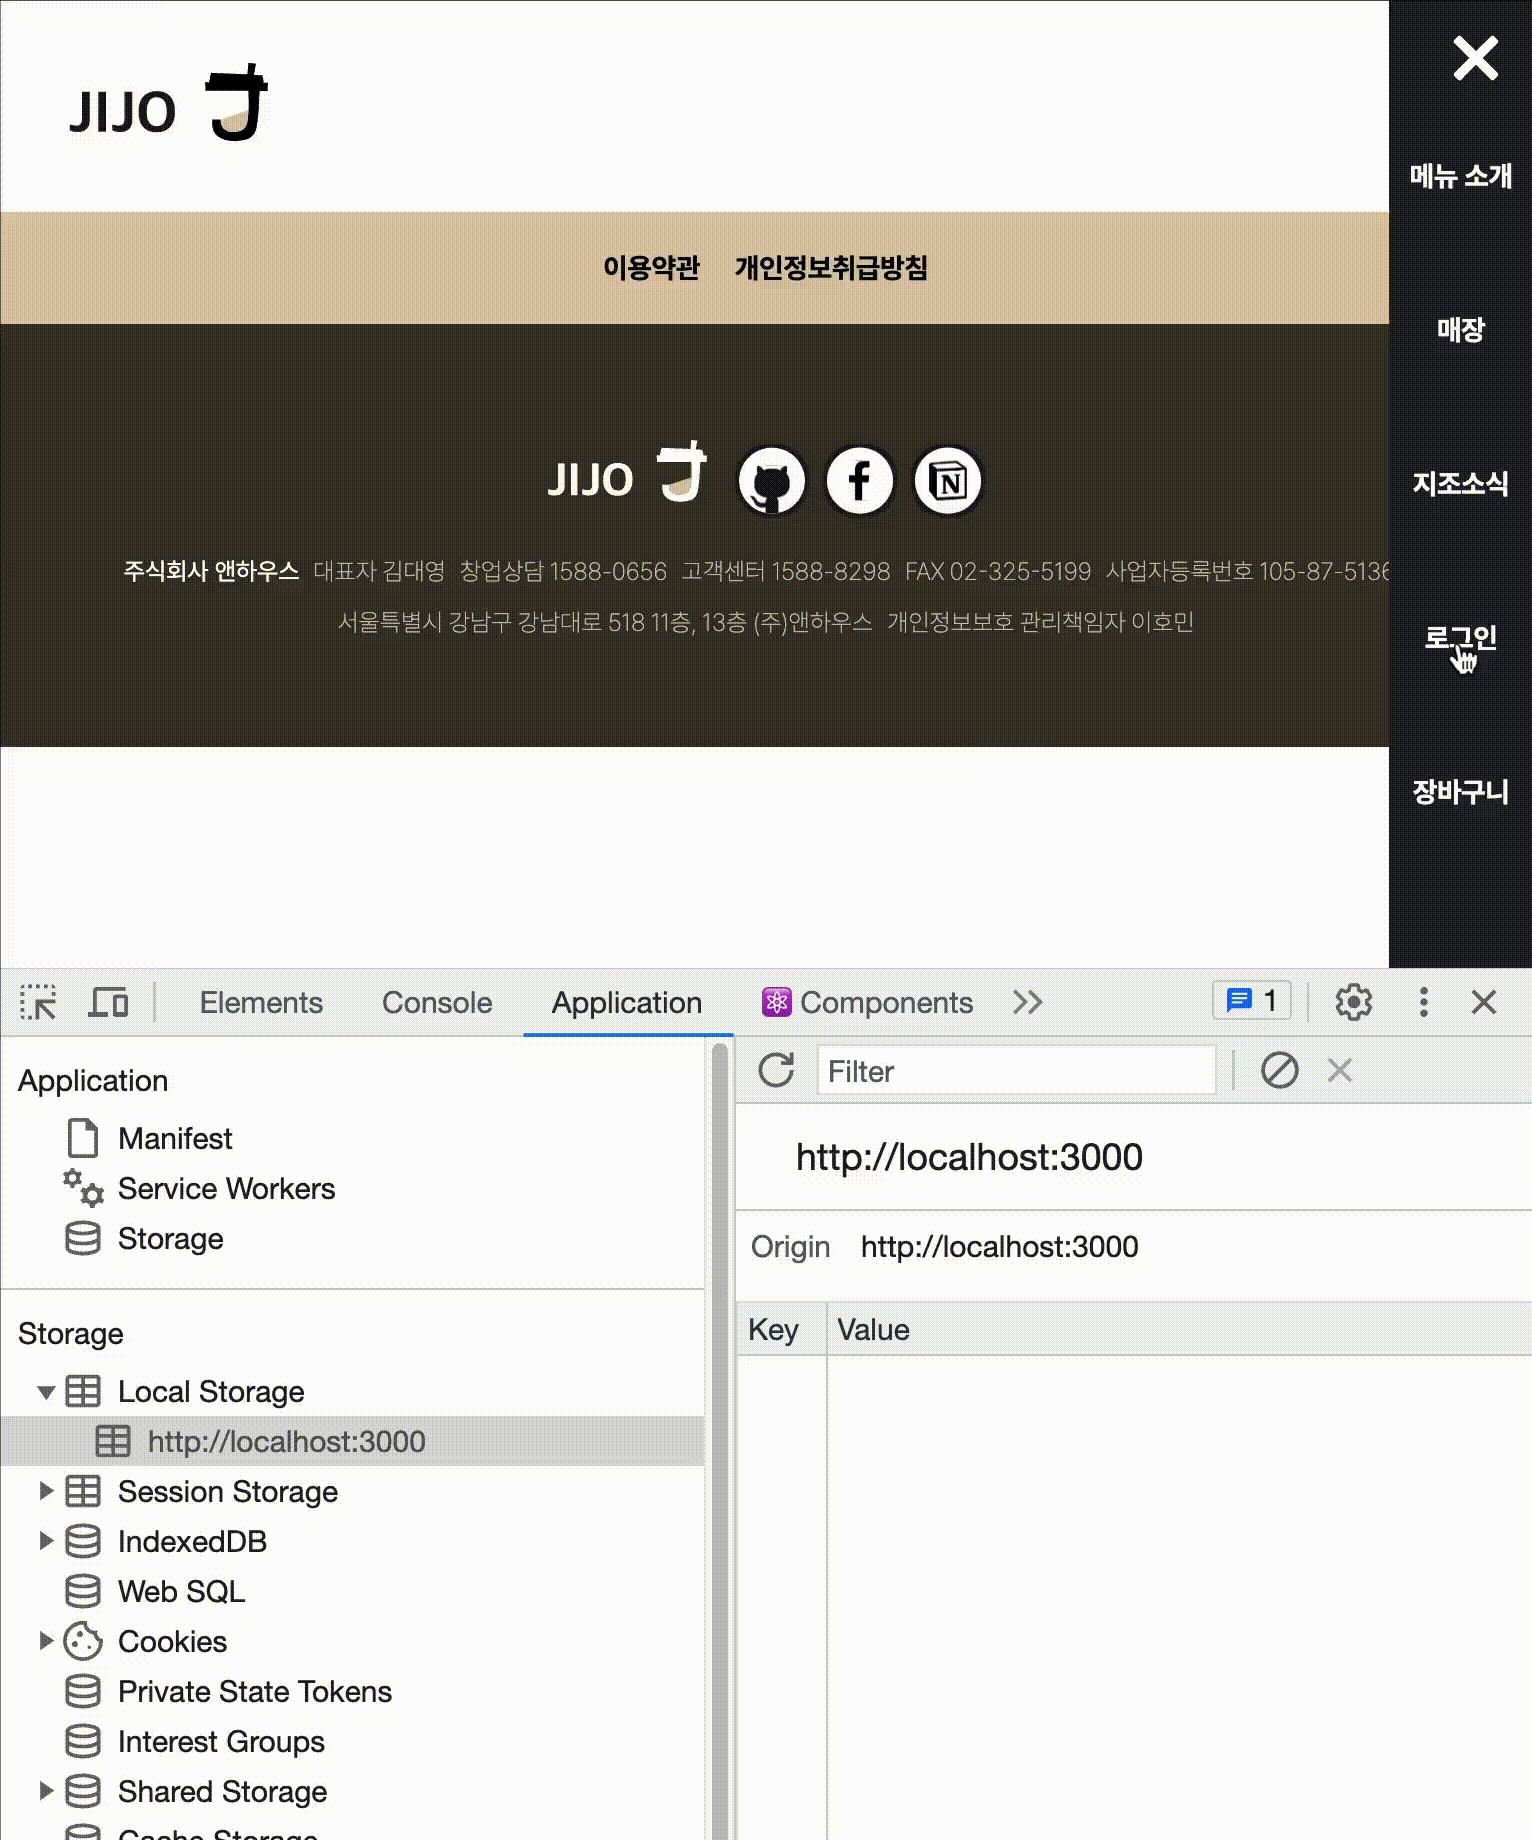 JIJO
메뉴 소개
이용약관 개인정보취급방침
매장
JIJO
지조소식
주식회사 앤하우스 대표자 김대영 창업상담 1588-0656 고객센터 1588-8298 FAX 02-325-5199 사업자등록번호 105-87-5136
서울특별시 강남구 강남대로 518 11층, 13층 (주)앤하우스 개인정보보호 관리책임자 이호민
로그인
장바구니
Elements Console Application Components 1
Application
Manifest
Service Workers
Storage
Storage
Local Storage
http://localhost:3000
Session Storage
IndexedDB
Web SQL
Cookies
Private State Tokens
Interest Groups
Shared Storage
Cache Storage
Filter
http://localhost:3000
Origin http://localhost:3000
Key Value